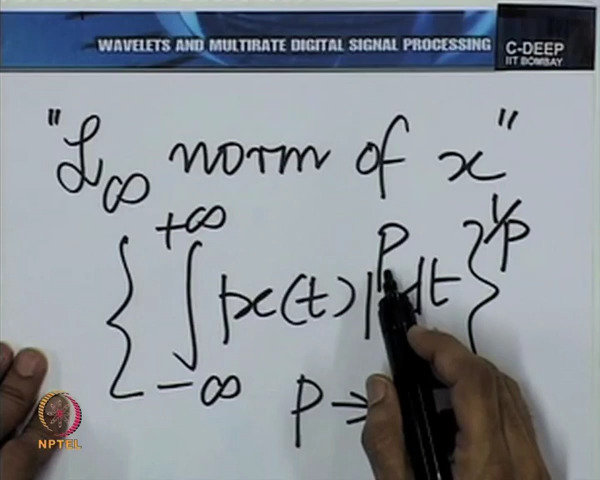 WAVELETS AND MULTIRATE DIGITAL SIGNAL PROCESSING
C-DEEP
IIT BOMBAY
"L∞ norm of x"
{ ∫_{-∞}^{+∞} |x(t)|^p dt }^{1/p}
p →
NPTEL